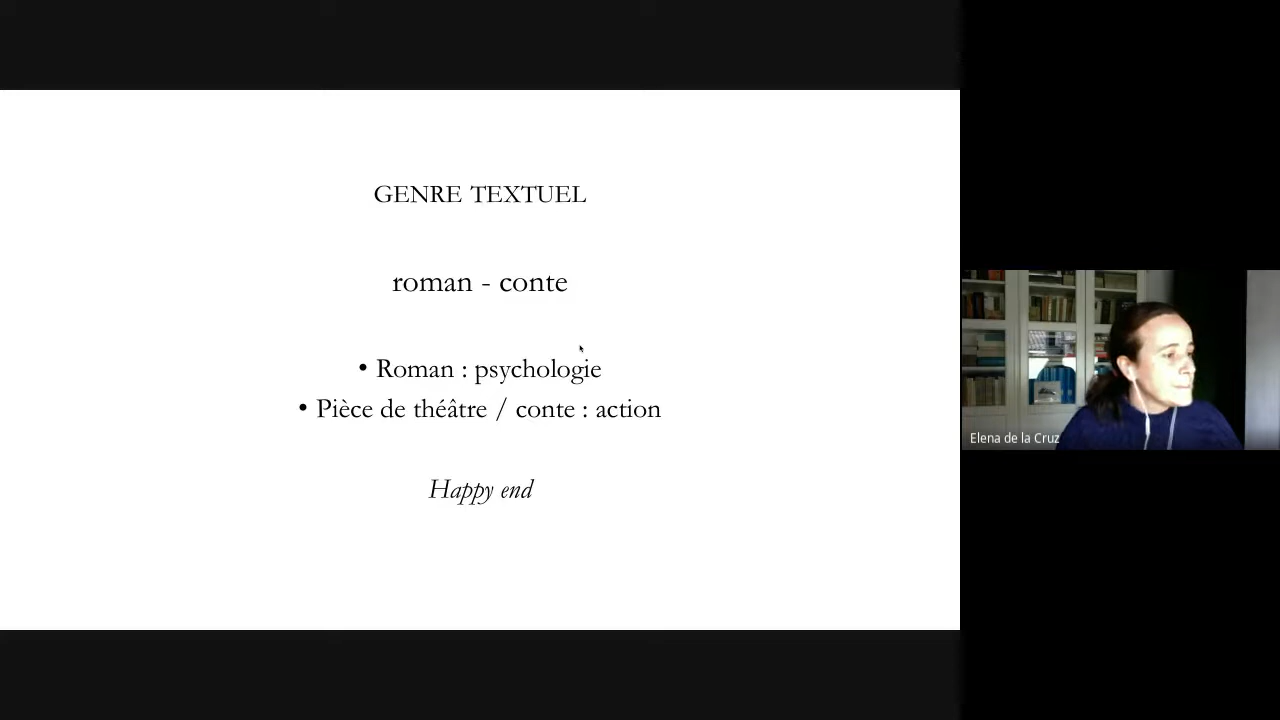 GENRE TEXTUEL
roman - conte
• Roman : psychologie
• Pièce de théâtre / conte : action
Happy end
Elena de la Cruz